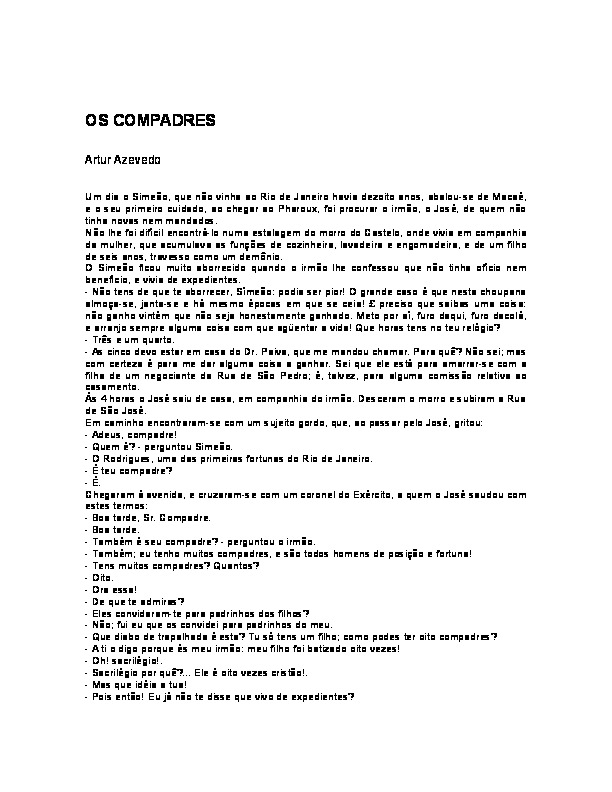 OS COMPADRES
Artur Azevedo
Um dia o Simeão, que não vinha ao Rio de Janeiro havia dezoito anos, abalou-se de Macaé,
e o seu primeiro cuidado, ao chegar ao Pharoux, foi procurar o irmão, o José, de quem não
tinha novas nem mandados.
Não lhe foi difícil encontrá-lo numa estalagem do morro do Castelo, onde vivia em companhia
da mulher, que acumulava as funções de cozinheira, lavadeira e engomadeira, e de um filho
de seis anos, travesso como um demônio.
O Simeão ficou muito aborrecido quando o irmão lhe confessou que não tinha ofício nem
benefício, e vivia de expedientes.
- Não tens de que te aborrecer, Simeão: podia ser pior! O grande caso é que nesta choupana
almoça-se, janta-se e há mesmo épocas em que se ceia! É preciso que saibas uma coisa:
não ganho vintém que não seja honestamente ganhado. Meto por aí, furo daqui, furo dacolá,
e arranjo sempre alguma coisa com que agüentar a vida! Que horas tens no teu relógio?
- Três e um quarto.
- As cinco devo estar em casa do Dr. Paiva, que me mandou chamar. Para quê? Não sei; mas
com certeza é para me dar alguma coisa a ganhar. Sei que ele está para amarrar-se com a
filha de um negociante da Rua de São Pedro; é, talvez, para alguma comissão relativa ao
casamento.
Ás 4 horas o José saiu de casa, em companhia do irmão. Desceram o morro e subiram a Rua
de São José.
Em caminho encontraram-se com um sujeito gordo, que, ao passar pelo José, gritou:
- Adeus, compadre!
- Quem é? - perguntou Simeão.
- O Rodrigues, uma das primeiras fortunas do Rio de Janeiro.
- É teu compadre?
- É.
Chegaram é avenida, e cruzaram-se com um coronel do Exército, a quem o José saudou com
estes termos:
- Boa tarde, Sr. Compadre.
- Boa tarde.
- Também é seu compadre? - perguntou o irmão.
- Também; eu tenho muitos compadres, e são todos homens de posição e fortuna!
- Tens muitos compadres? Quantos?
- Oito.
- Ora essa!
- De que te admiras?
- Eles convidaram-te para padrinhos dos filhos?
- Não; fui eu que os convidei para padrinhos do meu.
- Que diabo de trapalhada é esta? Tu só tens um filho; como podes ter oito compadres?
- A ti o digo porque és meu irmão: meu filho foi batizado oito vezes!
- Oh! sacrilégio!.
- Sacrilégio por quê?... Ele é oito vezes cristão!.
- Mas que idéia a tua!
- Pois então! Eu já não te disse que vivo de expedientes?